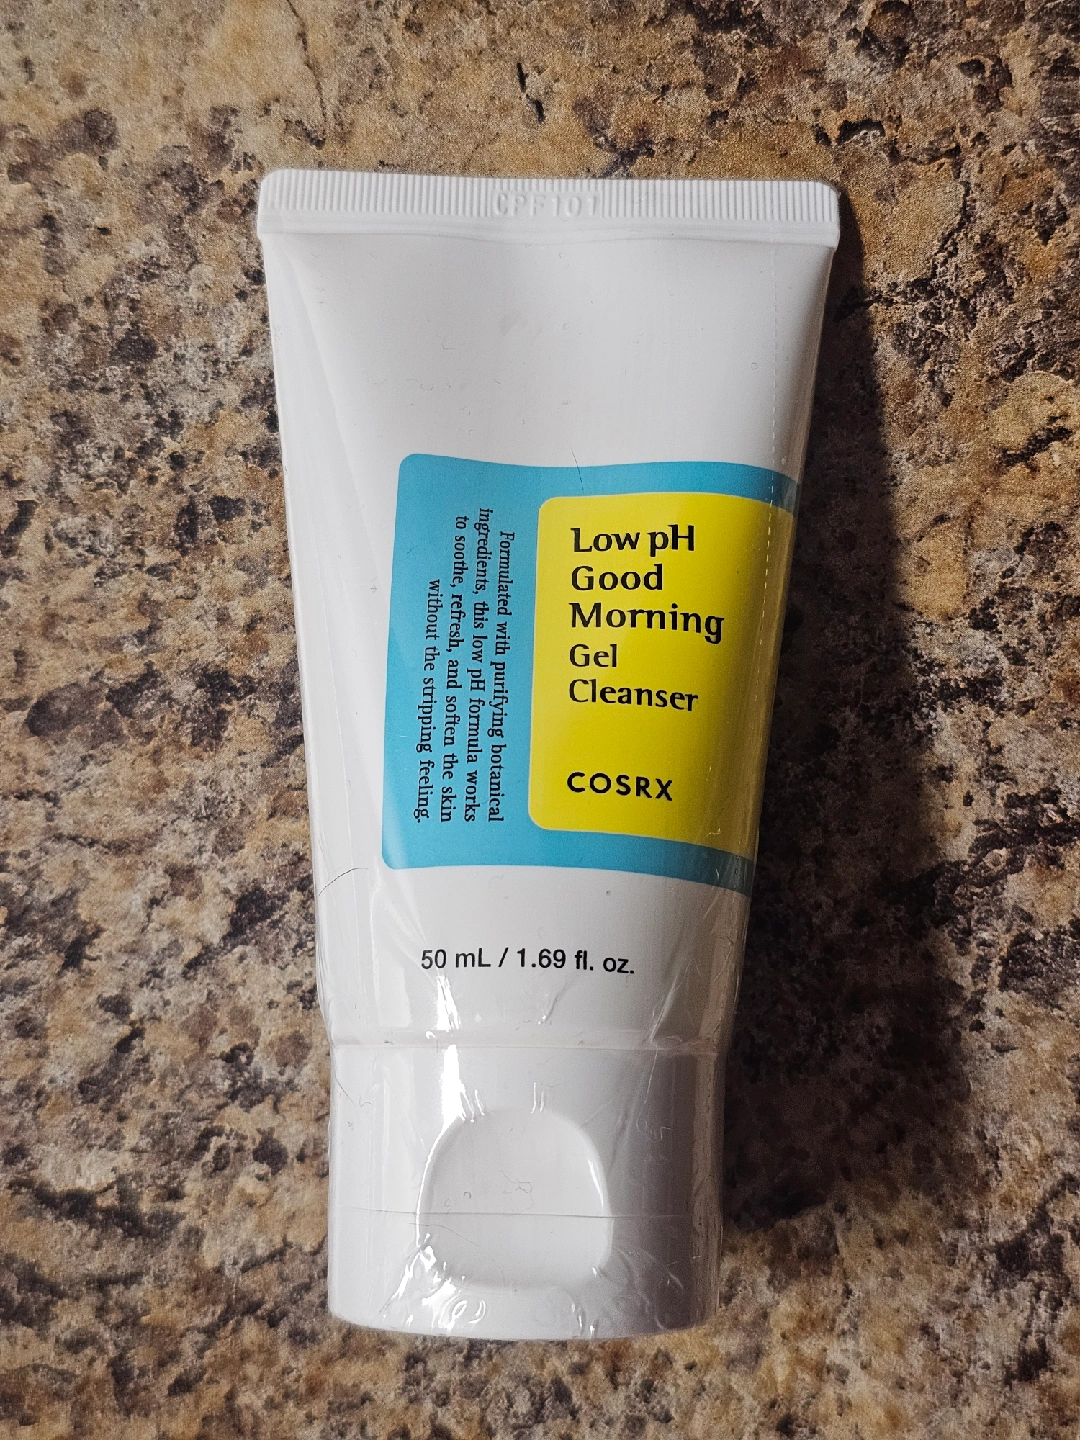 CPF101
Low pH
Good
Morning
Gel
Cleanser
COSRX
Formulated with purifying botanical
ingredients, this low pH formula works
to soothe, refresh, and soften the skin
without the stripping feeling.
50 mL / 1.69 fl. oz.